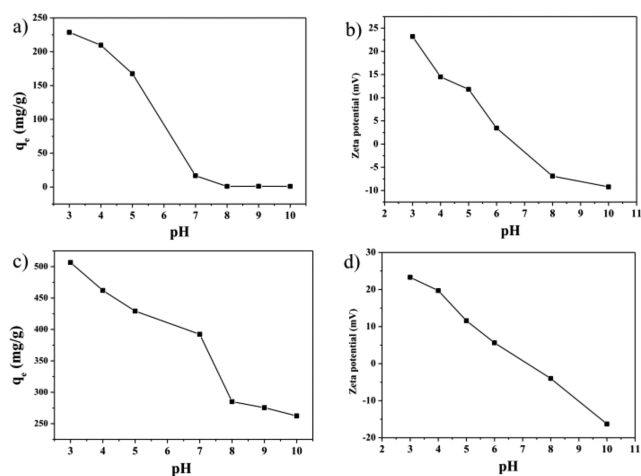 a)
250
200
150
100
50
0
qe (mg/g)
3 4 5 6 7 8 9 10
pH
b)
25
20
15
10
5
0
-5
-10
Zeta potential (mV)
2 3 4 5 6 7 8 9 10 11
pH
c)
500
450
400
350
300
250
qe (mg/g)
3 4 5 6 7 8 9 10
pH
d)
30
20
10
0
-10
-20
Zeta potential (mV)
2 3 4 5 6 7 8 9 10 11
pH